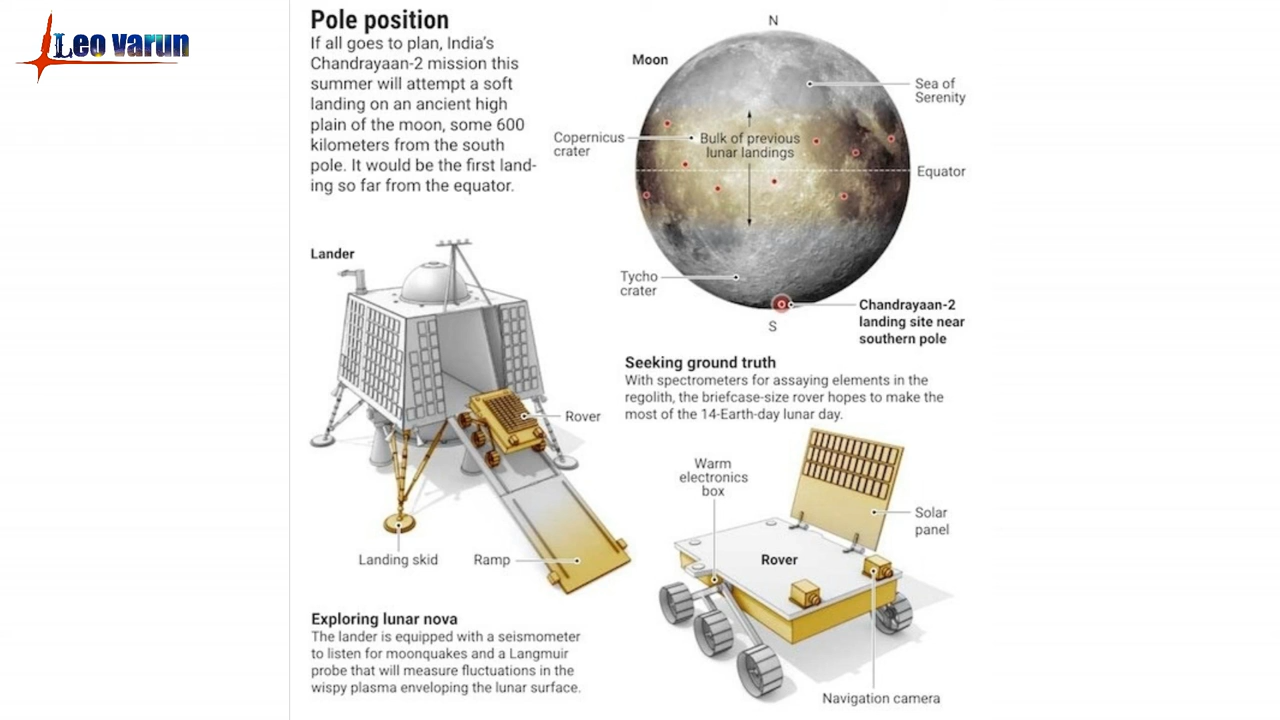 Leo varun
Pole position
If all goes to plan, India's
Chandrayaan-2 mission this
summer will attempt a soft
landing on an ancient high
plain of the moon, some 600
kilometers from the south
pole. It would be the first land-
ing so far from the equator.
N
Moon
Sea of
Serenity
Copernicus
crater
Bulk of previous
lunar landings
Equator
Tycho
crater
Chandrayaan-2
landing site near
southern pole
S
Lander
Rover
Landing skid
Ramp
Seeking ground truth
With spectrometers for assaying elements in the
regolith, the briefcase-size rover hopes to make the
most of the 14-Earth-day lunar day.
Warm
electronics
box
Solar
panel
Rover
Navigation camera
Exploring lunar nova
The lander is equipped with a seismometer
to listen for moonquakes and a Langmuir
probe that will measure fluctuations in the
wispy plasma enveloping the lunar surface.